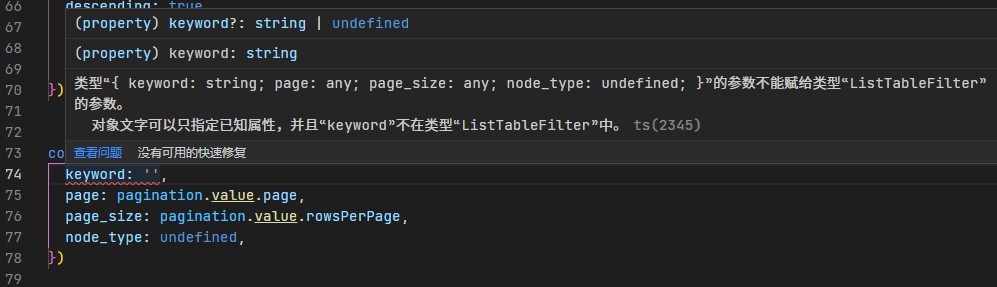 66 descending: true
67 (property) keyword?: string | undefined
68 (property) keyword: string
69 类型“{ keyword: string; page: any; page_size: any; node_type: undefined; }”的参数不能赋给类型“ListTableFilter”
70 })
的参数。
71 对象文字可以只指定已知属性，并且“keyword”不在类型“ListTableFilter”中。 ts(2345)
72
73 co 查看问题 没有可用的快速修复
74 keyword: '',
75 page: pagination.value.page,
76 page_size: pagination.value.rowsPerPage,
77 node_type: undefined,
78 })
79